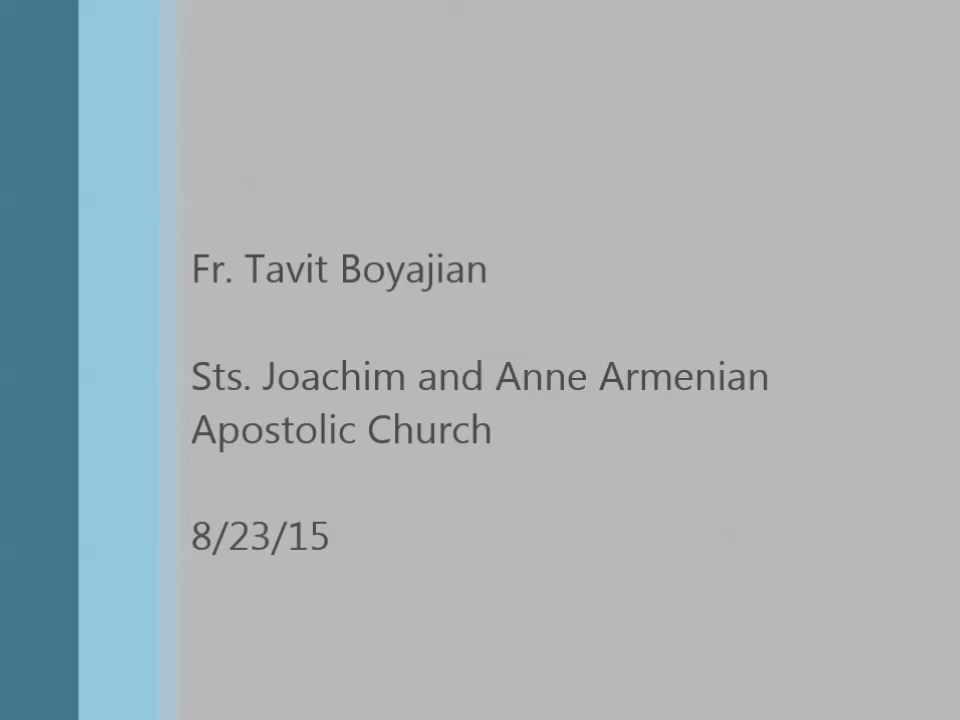 Fr. Tavit Boyajian
Sts. Joachim and Anne Armenian
Apostolic Church
8/23/15